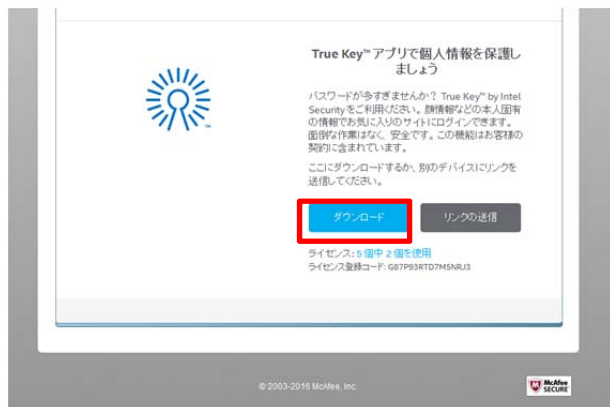 True Key™ アプリで個人情報を保護し
ましょう
パスワードが多すぎませんか? True Key™ by Intel
Security をご利用ください。顔情報などの本人固有
の情報でお気に入りのサイトにログインできます。
面倒な作業はなく、安全です。この機能はお客様の
契約に含まれています。
ここにダウンロードするか、別のデバイスにリンクを
送信してください。
ダウンロード
リンクの送信
ライセンス: 5 個中 2 個を使用
ライセンス登録コード: G87P93RTD7M5NRJ3
© 2003-2016 McAfee, Inc.
McAfee
SECURE